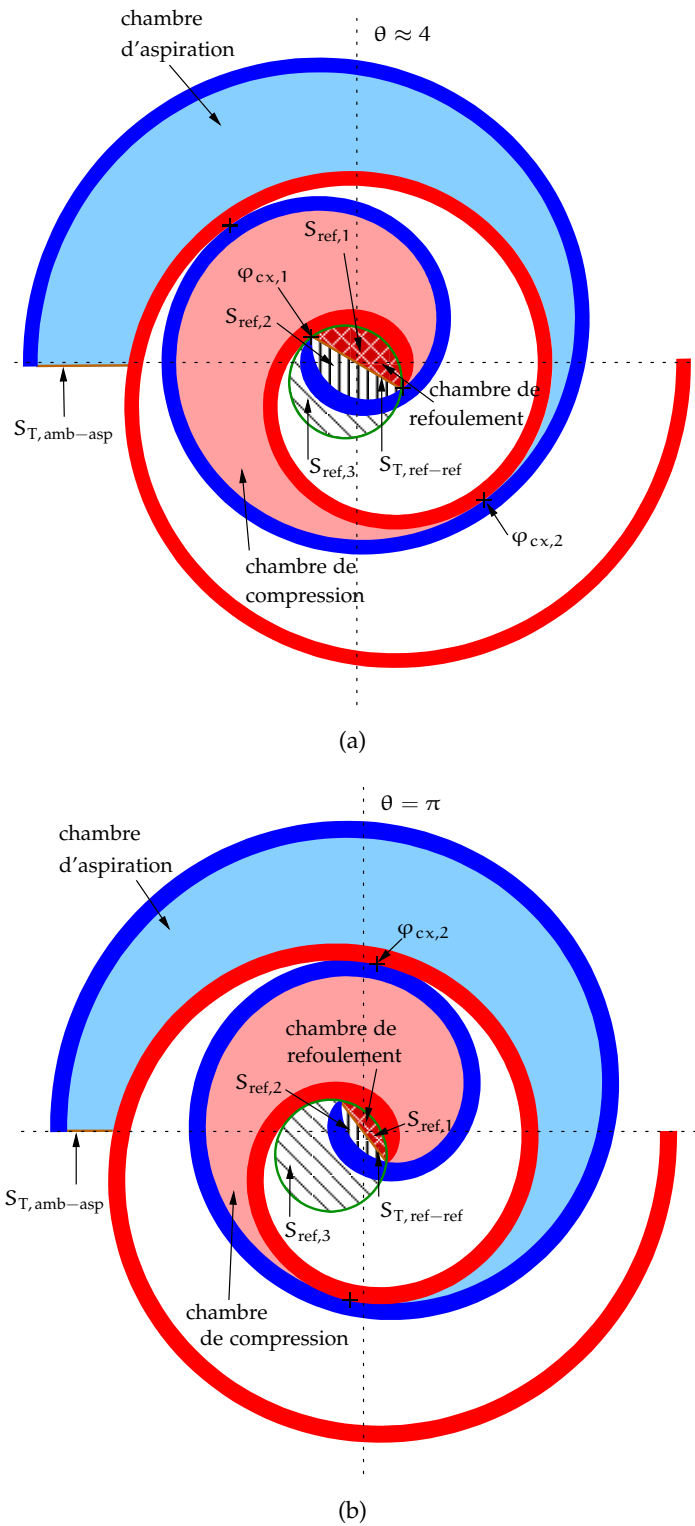 chambre
d'aspiration
θ ≈ 4
S_ref,1
φ_cx,1
S_ref,2
chambre de
refoulement
S_T,amb−asp
S_ref,3
S_T,ref−ref
φ_cx,2
chambre de
compression
(a)
θ = π
chambre
d'aspiration
φ_cx,2
chambre de
refoulement
S_ref,2
S_ref,1
S_T,amb−asp
S_T,ref−ref
S_ref,3
chambre
de compression
(b)